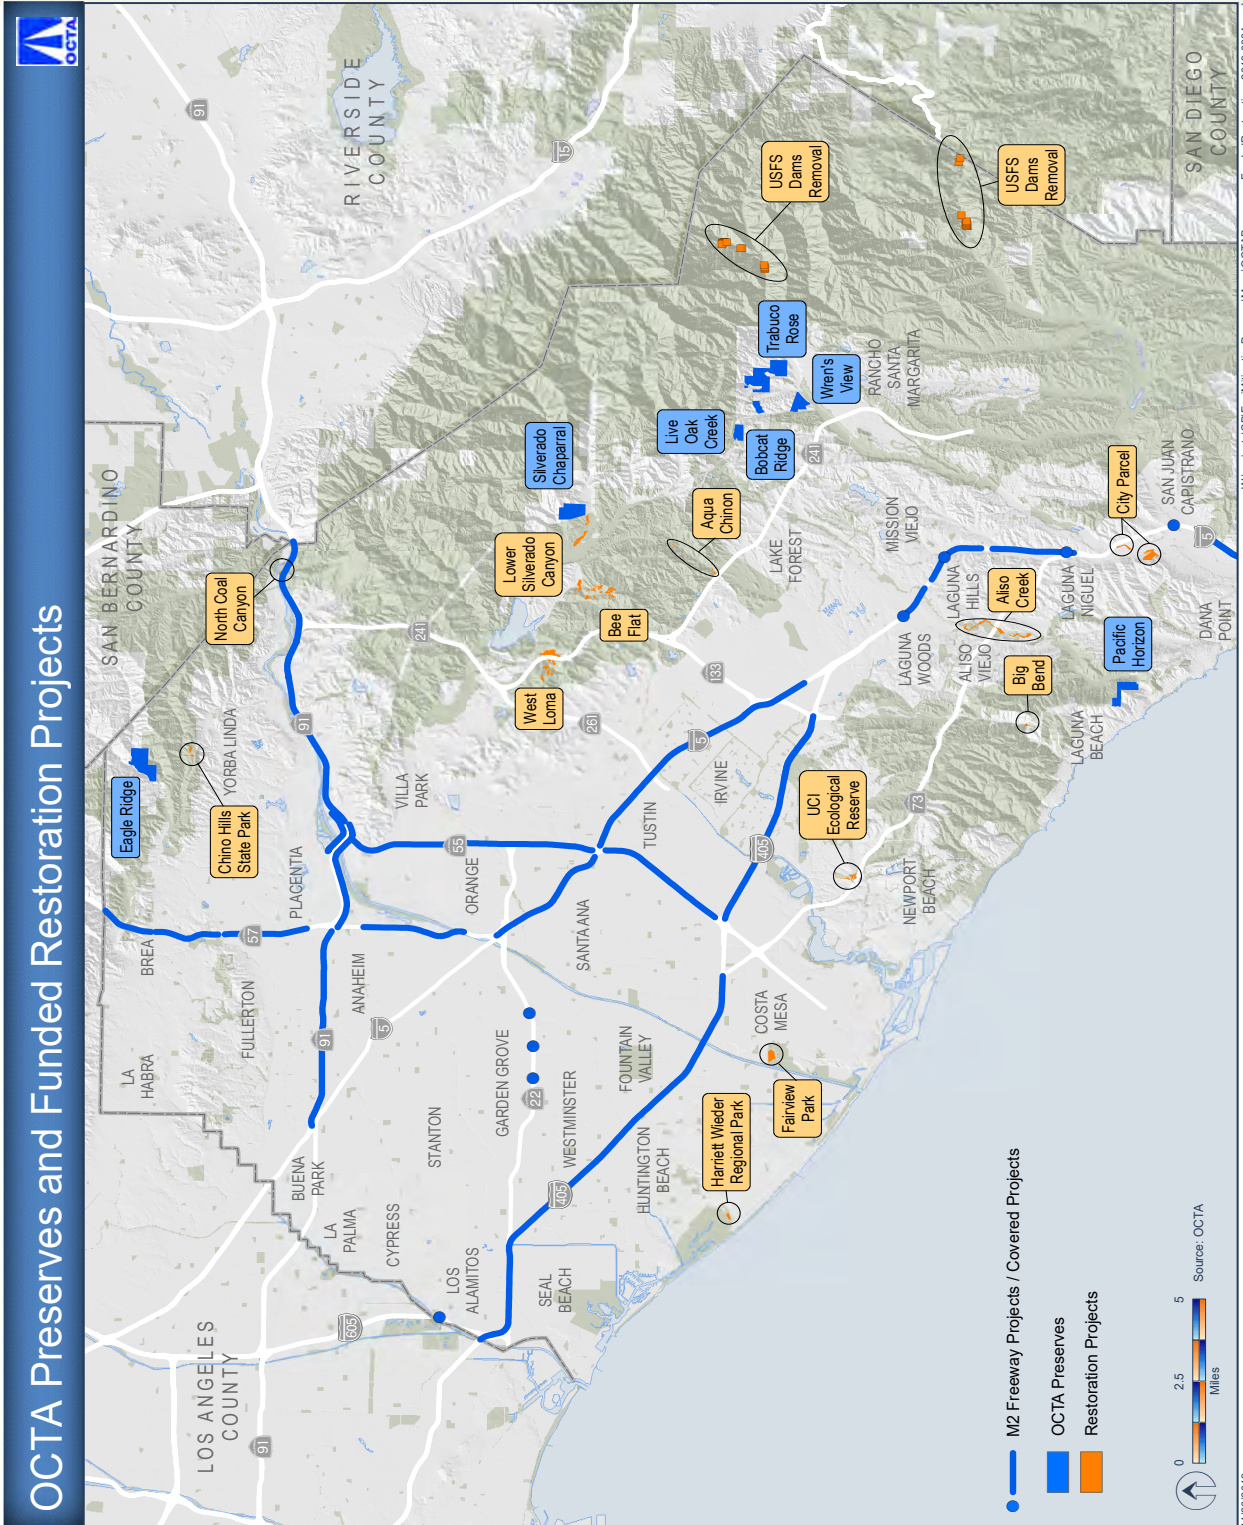 OCTA Preserves and Funded Restoration Projects
OCTA
SAN BERNARDINO
COUNTY
RIVERSIDE
COUNTY
LOS ANGELES
COUNTY
SAN DIEGO
COUNTY
91
15
91
605
91
57
91
5
241
55
22
405
261
133
5
405
73
241
5
LA
HABRA
BREA
FULLERTON
PLACENTIA
YORBA LINDA
BUENA
PARK
LA
PALMA
ANAHEIM
VILLA
PARK
CYPRESS
STANTON
ORANGE
LOS
ALAMITOS
GARDEN GROVE
SEAL
BEACH
WESTMINSTER
SANTA ANA
TUSTIN
FOUNTAIN
VALLEY
HUNTINGTON
BEACH
IRVINE
COSTA
MESA
LAKE
FOREST
NEWPORT
BEACH
RANCHO
SANTA
MARGARITA
MISSION
VIEJO
LAGUNA
WOODS
LAGUNA
HILLS
ALISO
VIEJO
LAGUNA
NIGUEL
LAGUNA
BEACH
SAN JUAN
CAPISTRANO
DANA
POINT
Eagle Ridge
Chino Hills
State Park
North Coal
Canyon
Silverado
Chaparral
Lower
Silverado
Canyon
West
Loma
Bee
Flat
Aqua
Chinon
Live
Oak
Creek
Bobcat
Ridge
Trabuco
Rose
Wren's
View
USFS
Dams
Removal
USFS
Dams
Removal
UCI
Ecological
Reserve
Harriett Wieder
Regional Park
Fairview
Park
Big
Bend
Aliso
Creek
City Parcel
Pacific
Horizon
M2 Freeway Projects / Covered Projects
OCTA Preserves
Restoration Projects
0 2.5 5
Miles
Source: OCTA